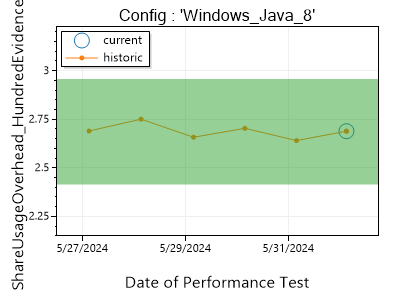 Config : 'Windows_Java_8'
current
historic
ShareUsageOverhead_HundredEvidence
3
2.75
2.5
2.25
5/27/2024
5/29/2024
5/31/2024
Date of Performance Test